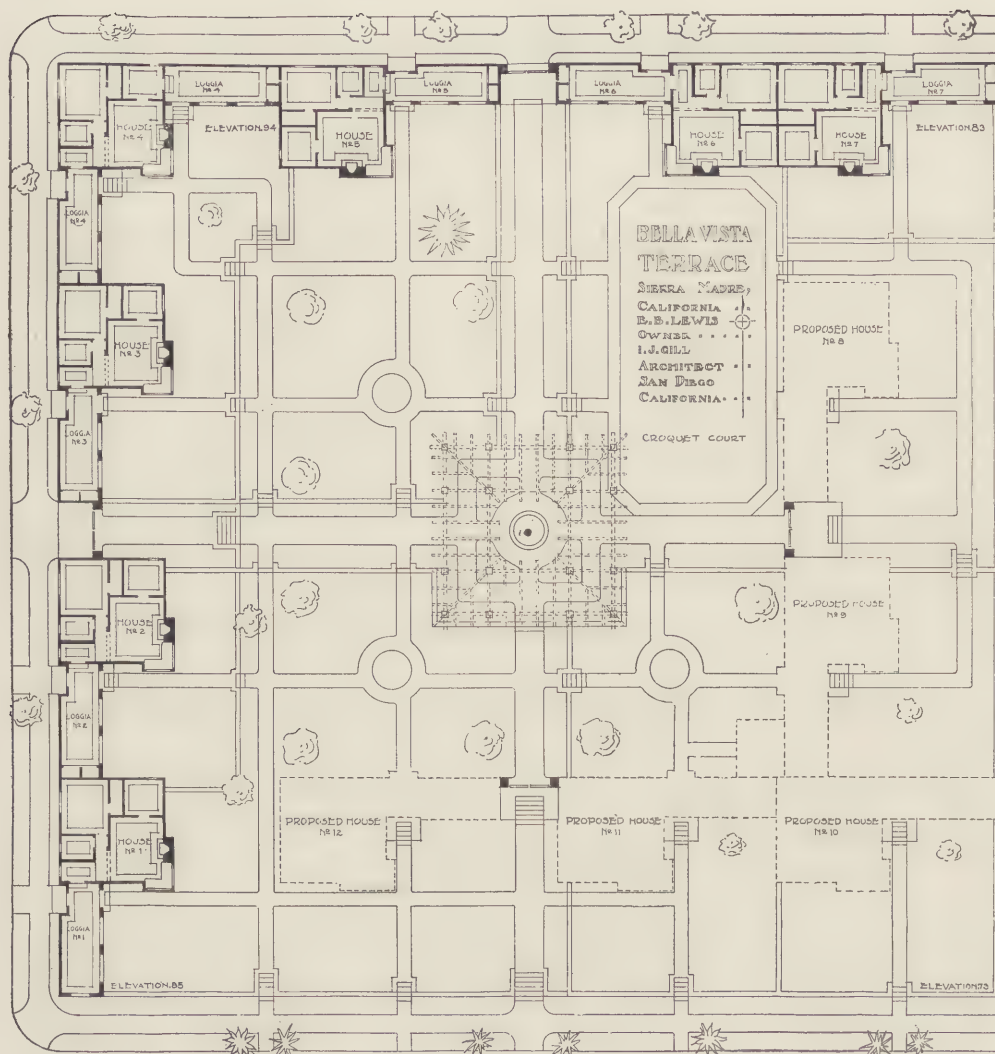 LOGGIA
Nº 4
LOGGIA
Nº 5
LOGGIA
Nº 6
LOGGIA
Nº 7
HOUSE
Nº 4
ELEVATION.94
HOUSE
Nº 5
HOUSE
Nº 6
HOUSE
Nº 7
ELEVATION.83
LOGGIA
Nº 4
BELLA VISTA
TERRACE
SIERRA MADRE,
CALIFORNIA . .
E.B. LEWIS
OWNER . . . . .
I.J. GILL
ARCHITECT . .
SAN DIEGO
CALIFORNIA . . .
CROQUET COURT
HOUSE
Nº 3
PROPOSED HOUSE
Nº 8
LOGGIA
Nº 3
HOUSE
Nº 2
PROPOSED HOUSE
Nº 9
LOGGIA
Nº 2
HOUSE
Nº 1
PROPOSED HOUSE
Nº 12
PROPOSED HOUSE
Nº 11
PROPOSED HOUSE
Nº 10
LOGGIA
Nº 1
ELEVATION.85
ELEVATION.73